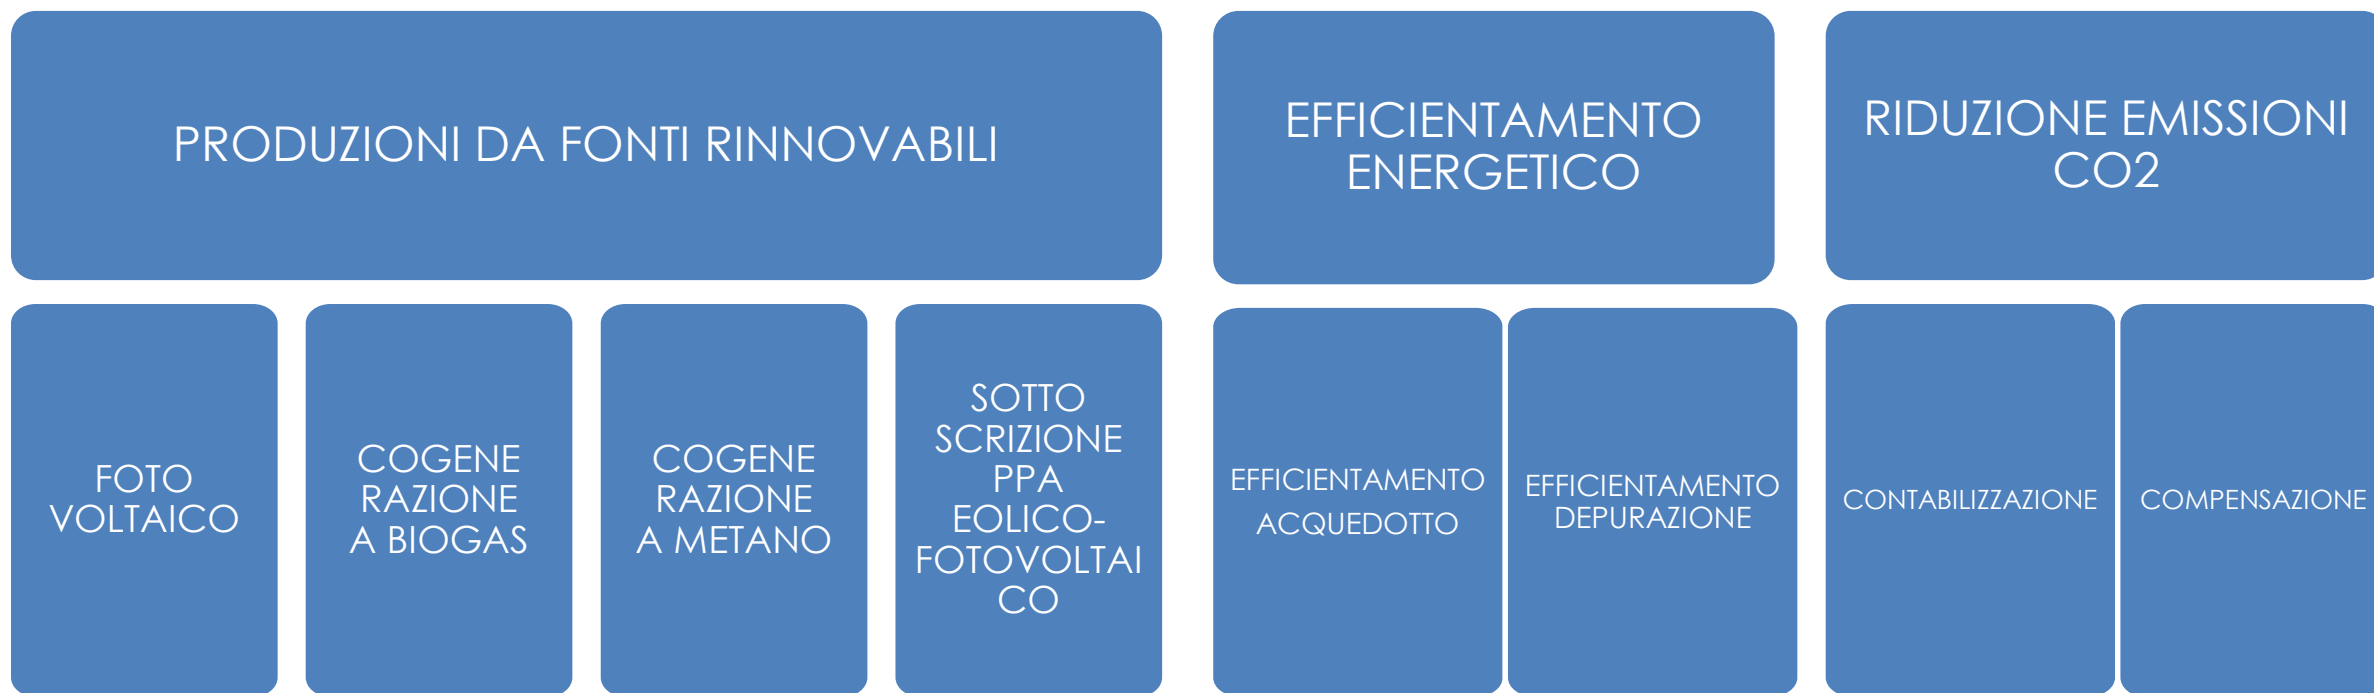 PRODUZIONI DA FONTI RINNOVABILI
EFFICIENTAMENTO
ENERGETICO
RIDUZIONE EMISSIONI
CO2
FOTO
VOLTAICO
COGENE
RAZIONE
A BIOGAS
COGENE
RAZIONE
A METANO
SOTTO
SCRIZIONE
PPA
EOLICO-
FOTOVOLTAI
CO
EFFICIENTAMENTO
ACQUEDOTTO
EFFICIENTAMENTO
DEPURAZIONE
CONTABILIZZAZIONE
COMPENSAZIONE